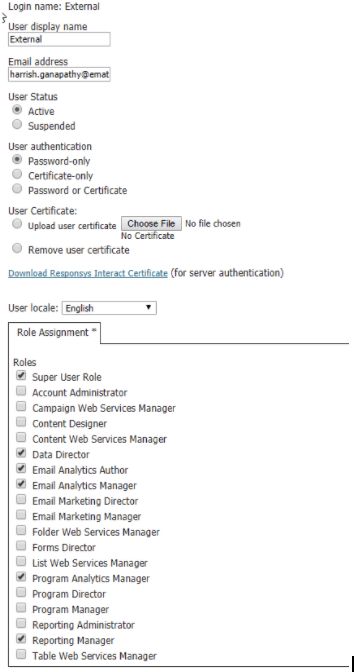 Login name: External
User display name
External
Email address
harrish.ganapathy@emat
User Status
Active
Suspended
User authentication
Password-only
Certificate-only
Password or Certificate
User Certificate:
Upload user certificate Choose File No file chosen
No Certificate
Remove user certificate
Download Responsys Interact Certificate (for server authentication)
User locale: English
Role Assignment *
Roles
Super User Role
Account Administrator
Campaign Web Services Manager
Content Designer
Content Web Services Manager
Data Director
Email Analytics Author
Email Analytics Manager
Email Marketing Director
Email Marketing Manager
Folder Web Services Manager
Forms Director
List Web Services Manager
Program Analytics Manager
Program Director
Program Manager
Reporting Administrator
Reporting Manager
Table Web Services Manager